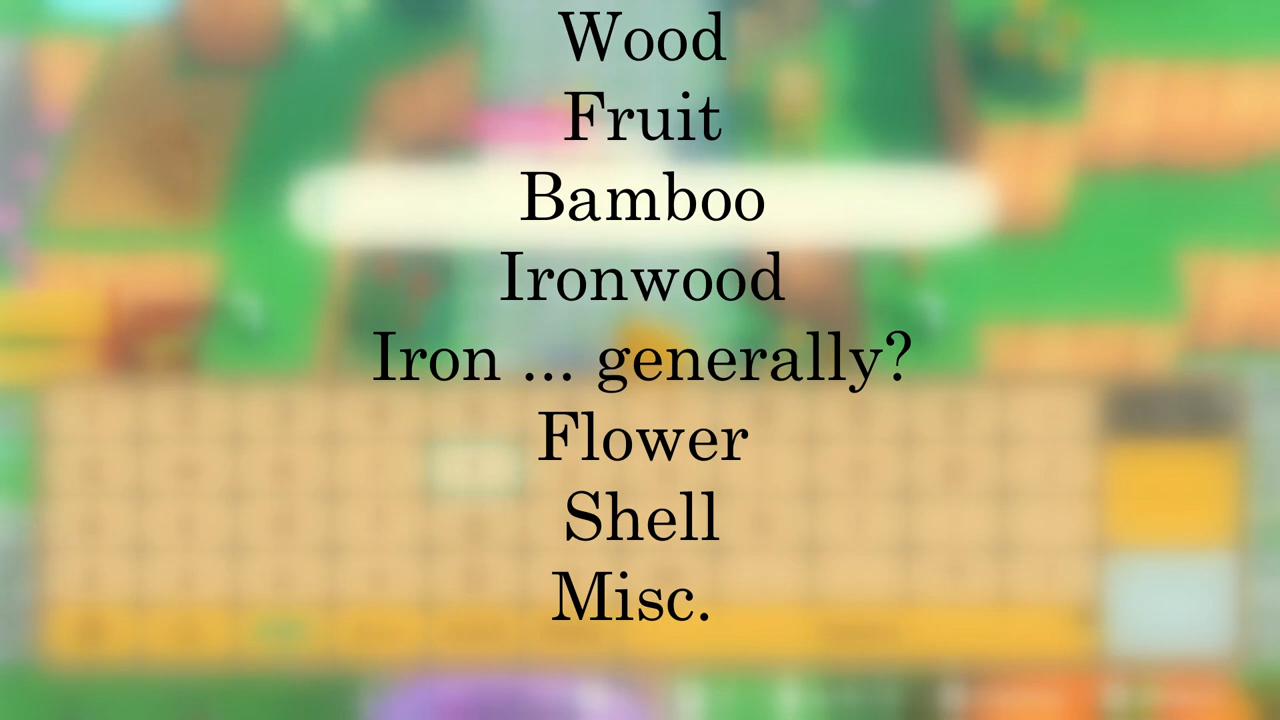 Wood
Fruit
Bamboo
Ironwood
Iron ... generally?
Flower
Shell
Misc.